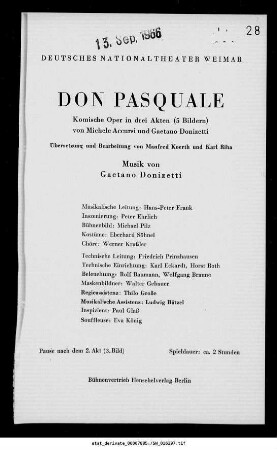 13. Sep. 1966
28
DEUTSCHES NATIONALTHEATER WEIMAR
DON PASQUALE
Komische Oper in drei Akten (5 Bildern)
von Michele Accursi und Gaetano Donizetti
Übersetzung und Bearbeitung von Manfred Koerth und Karl Riha
Musik von
Gaetano Donizetti
Musikalische Leitung: Hans-Peter Frank
Inszenierung: Peter Ehrlich
Bühnenbild: Michael Pilz
Kostüme: Eberhard Söhnel
Chöre: Werner Kraßler
Technische Leitung: Friedrich Prinzhausen
Technische Einrichtung: Karl Eckardt, Horst Roth
Beleuchtung: Rolf Baumann, Wolfgang Braune
Maskenbildner: Walter Gebauer
Regieassistenz: Thilo Große
Musikalische Assistenz: Ludwig Bätzel
Inspizient: Paul Gluß
Souffleuse: Eva König
Pause nach dem 2. Akt (3. Bild) Spieldauer: ca. 2 Stunden
Bühnenvertrieb Henschelverlag Berlin